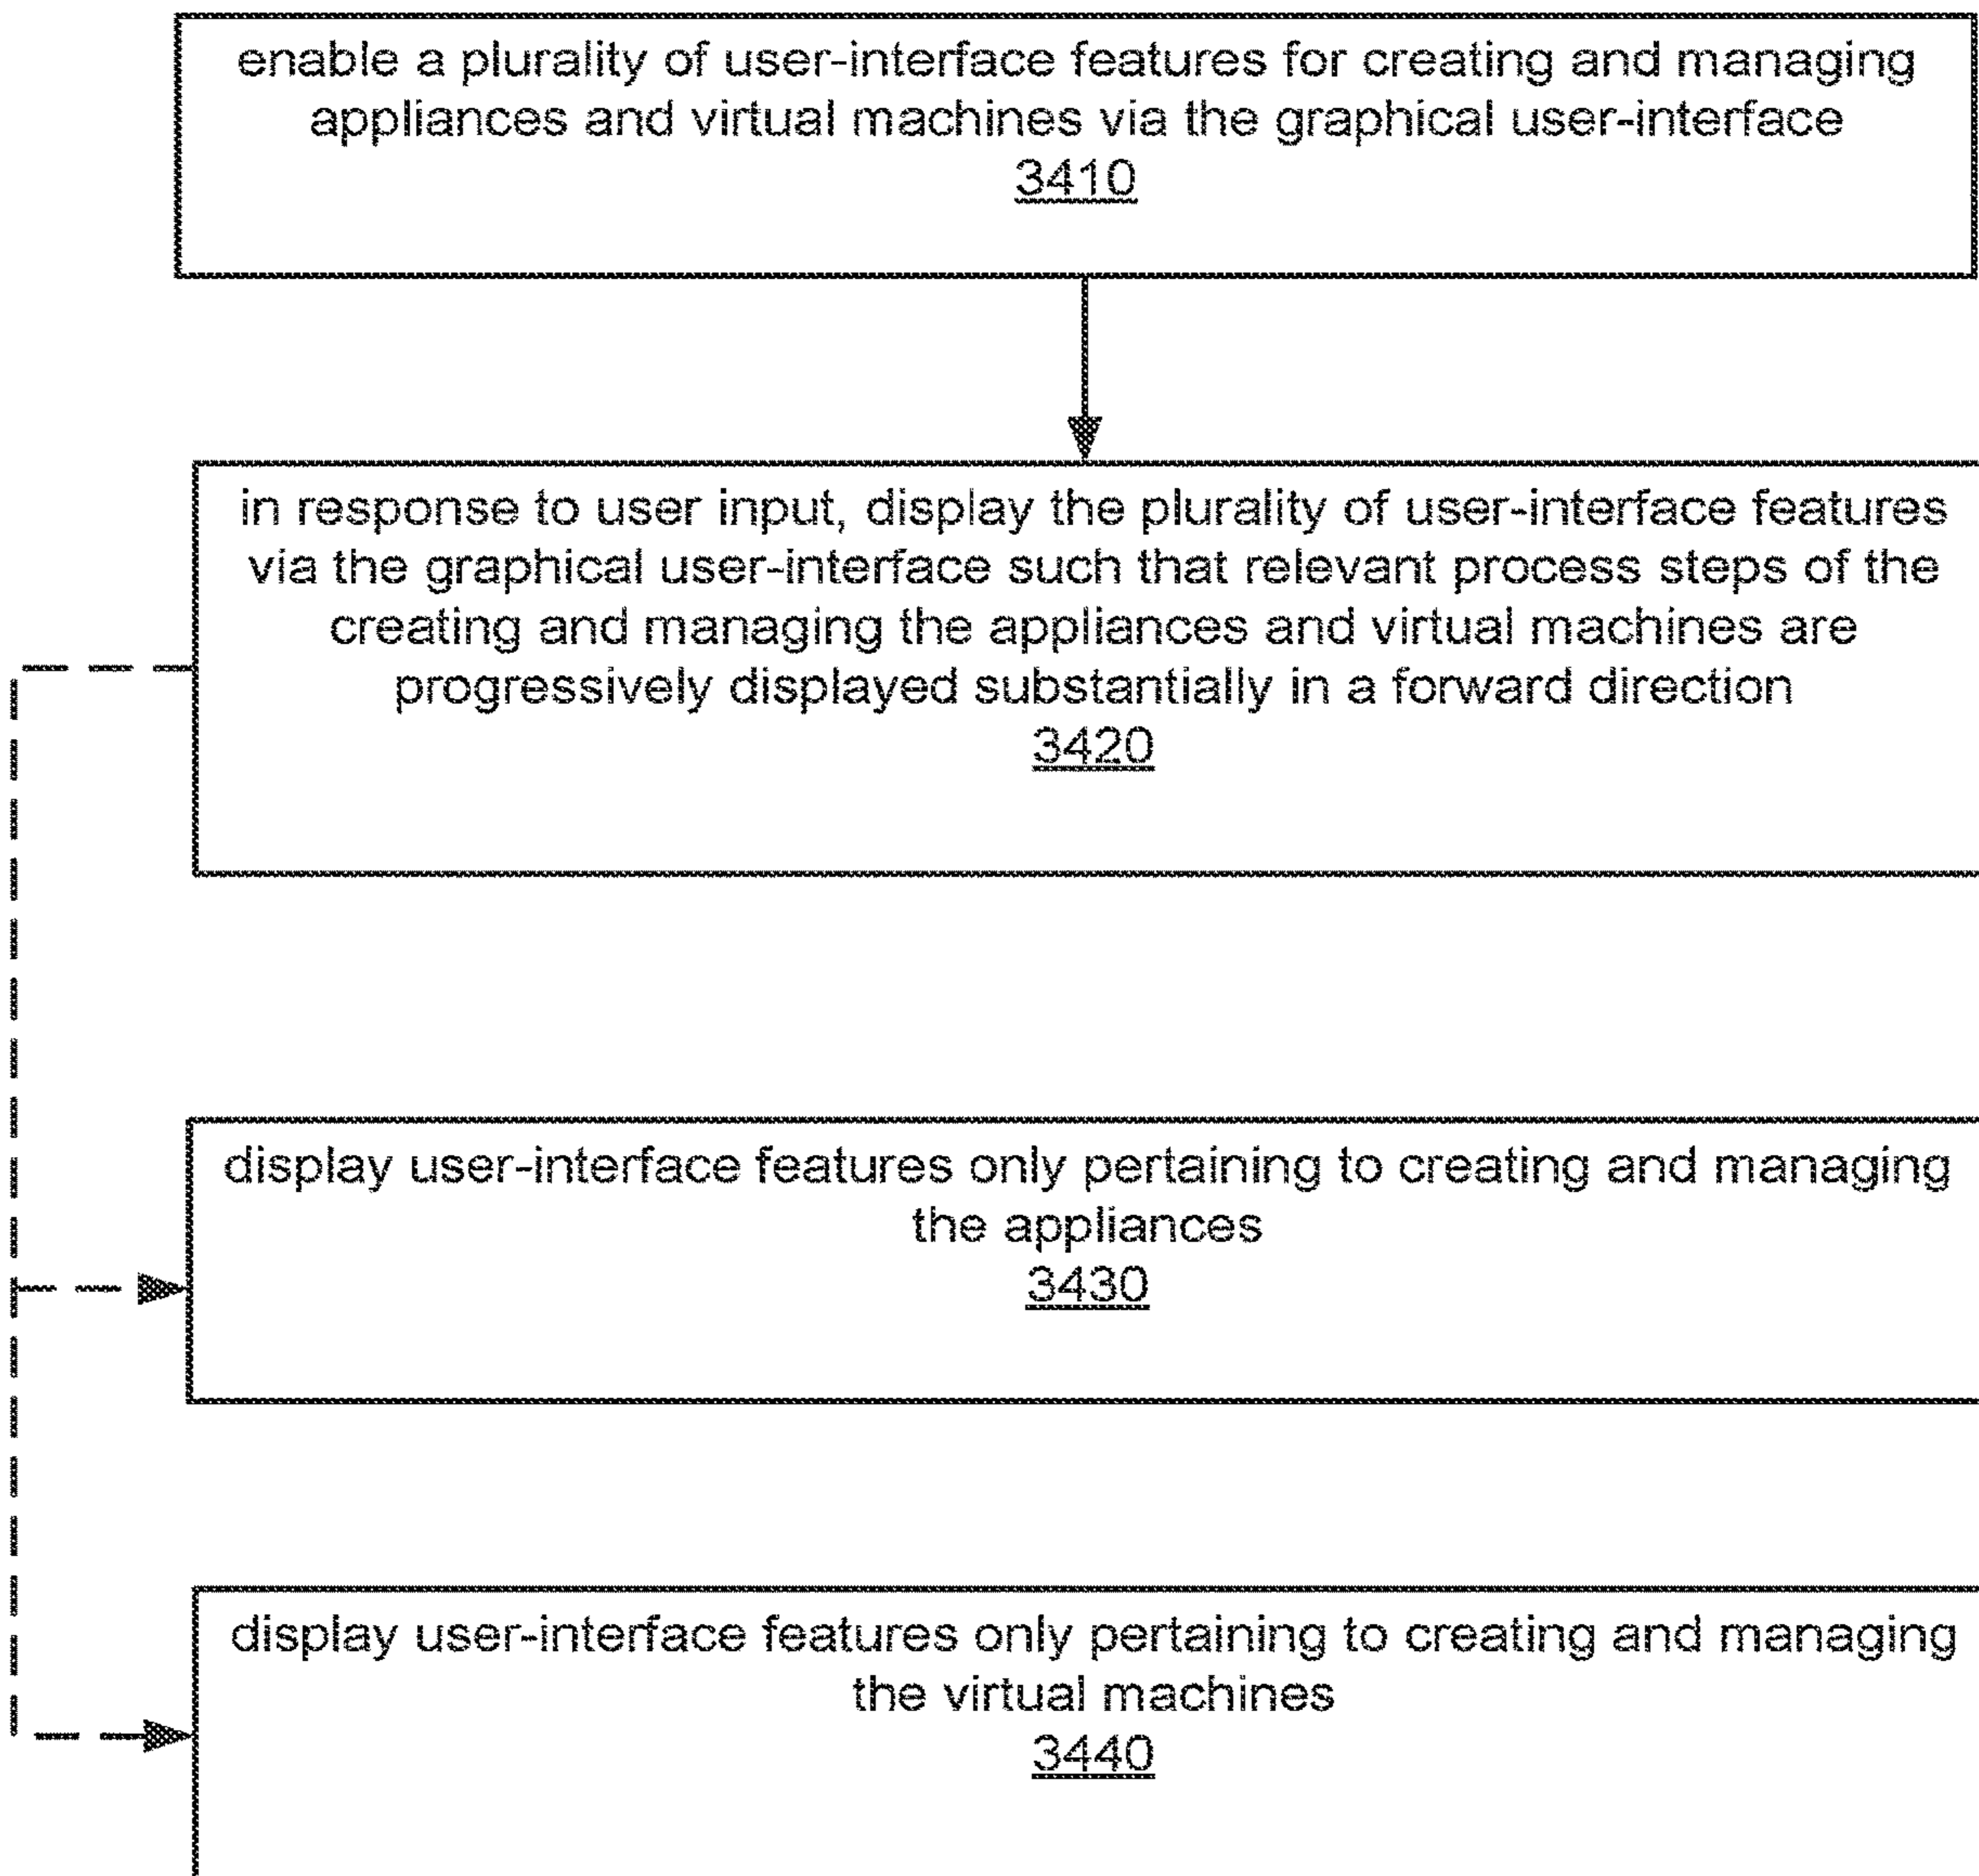 enable a plurality of user-interface features for creating and managing
appliances and virtual machines via the graphical user-interface
3410
in response to user input, display the plurality of user-interface features
via the graphical user-interface such that relevant process steps of the
creating and managing the appliances and virtual machines are
progressively displayed substantially in a forward direction
3420
display user-interface features only pertaining to creating and managing
the appliances
3430
display user-interface features only pertaining to creating and managing
the virtual machines
3440